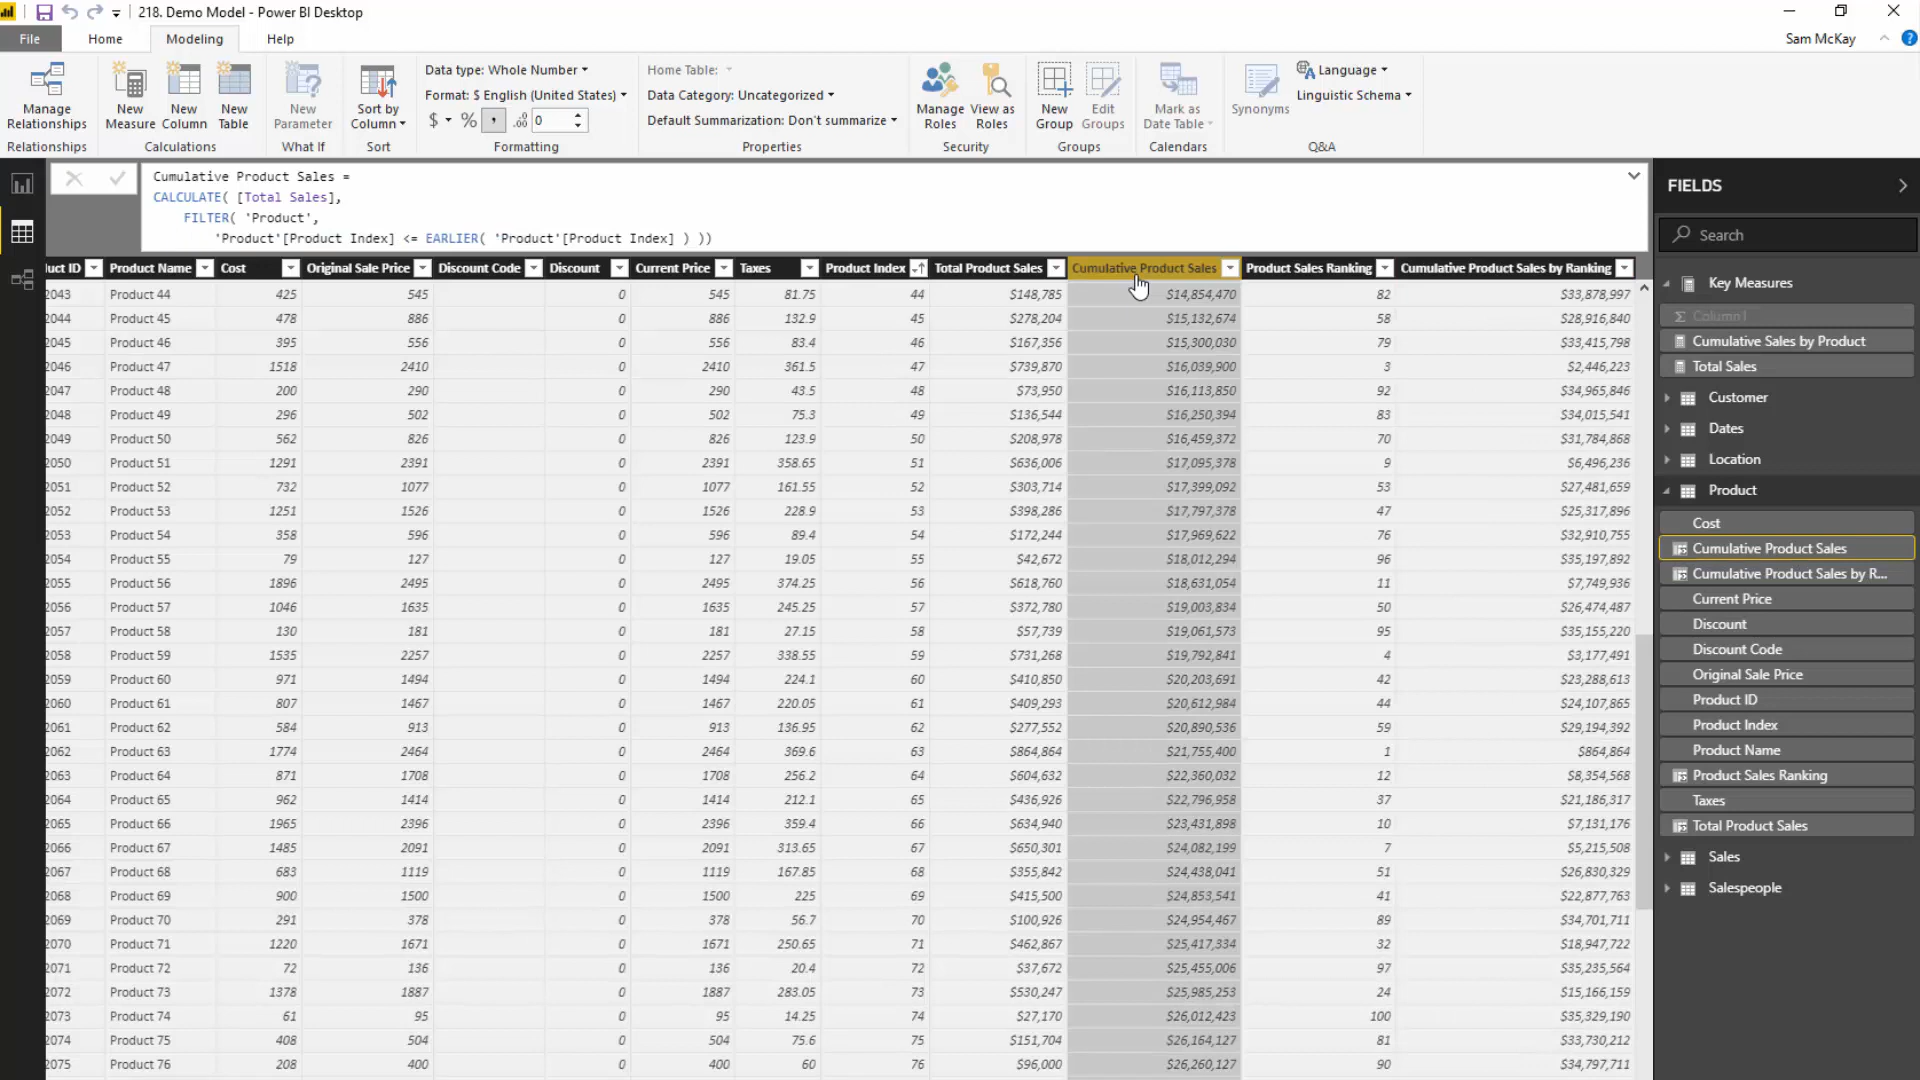 218. Demo Model - Power BI Desktop
File Home Modeling Help Sam McKay ?
Manage Relationships
New Measure New Column New Table
New Parameter
Sort by Column
Data type: Whole Number
Format: $ English (United States)
$ % , .00 0
Home Table:
Data Category: Uncategorized
Default Summarization: Don't summarize
Manage Roles View as Roles
New Group Edit Groups
Mark as Date Table
Synonyms
Language
Linguistic Schema
Relationships Calculations What If Sort Formatting Properties Security Groups Calendars Q&A
Cumulative Product Sales =
CALCULATE( [Total Sales],
FILTER( 'Product',
'Product'[Product Index] <= EARLIER( 'Product'[Product Index] ) ))
uct ID Product Name Cost Original Sale Price Discount Code Discount Current Price Taxes Product Index Total Product Sales Cumulative Product Sales Product Sales Ranking Cumulative Product Sales by Ranking
2043 Product 44 425 545 0 545 81.75 44 $148,785 $14,854,470 82 $33,878,997
2044 Product 45 478 886 0 886 132.9 45 $278,204 $15,132,674 58 $28,916,840
2045 Product 46 395 556 0 556 83.4 46 $167,356 $15,300,030 79 $33,415,798
2046 Product 47 1518 2410 0 2410 361.5 47 $739,870 $16,039,900 3 $2,446,223
2047 Product 48 200 290 0 290 43.5 48 $73,950 $16,113,850 92 $34,965,846
2048 Product 49 296 502 0 502 75.3 49 $136,544 $16,250,394 83 $34,015,541
2049 Product 50 562 826 0 826 123.9 50 $208,978 $16,459,372 70 $31,784,868
2050 Product 51 1291 2391 0 2391 358.65 51 $636,006 $17,095,378 9 $6,496,236
2051 Product 52 732 1077 0 1077 161.55 52 $303,714 $17,399,092 53 $27,481,659
2052 Product 53 1251 1526 0 1526 228.9 53 $398,286 $17,797,378 47 $25,317,896
2053 Product 54 358 596 0 596 89.4 54 $172,244 $17,969,622 76 $32,910,755
2054 Product 55 79 127 0 127 19.05 55 $42,672 $18,012,294 96 $35,197,892
2055 Product 56 1896 2495 0 2495 374.25 56 $618,760 $18,631,054 11 $7,749,936
2056 Product 57 1046 1635 0 1635 245.25 57 $372,780 $19,003,834 50 $26,474,487
2057 Product 58 130 181 0 181 27.15 58 $57,739 $19,061,573 95 $35,155,220
2058 Product 59 1535 2257 0 2257 338.55 59 $731,268 $19,792,841 4 $3,177,491
2059 Product 60 971 1494 0 1494 224.1 60 $410,850 $20,203,691 42 $23,288,613
2060 Product 61 807 1467 0 1467 220.05 61 $409,293 $20,612,984 44 $24,107,865
2061 Product 62 584 913 0 913 136.95 62 $277,552 $20,890,536 59 $29,194,392
2062 Product 63 1774 2464 0 2464 369.6 63 $864,864 $21,755,400 1 $864,864
2063 Product 64 871 1708 0 1708 256.2 64 $604,632 $22,360,032 12 $8,354,568
2064 Product 65 962 1414 0 1414 212.1 65 $436,926 $22,796,958 37 $21,186,317
2065 Product 66 1965 2396 0 2396 359.4 66 $634,940 $23,431,898 10 $7,131,176
2066 Product 67 1485 2091 0 2091 313.65 67 $650,301 $24,082,199 7 $5,215,508
2067 Product 68 683 1119 0 1119 167.85 68 $355,842 $24,438,041 51 $26,830,329
2068 Product 69 900 1500 0 1500 225 69 $415,500 $24,853,541 41 $22,877,763
2069 Product 70 291 378 0 378 56.7 70 $100,926 $24,954,467 89 $34,701,711
2070 Product 71 1220 1671 0 1671 250.65 71 $462,867 $25,417,334 32 $18,947,722
2071 Product 72 72 136 0 136 20.4 72 $37,672 $25,455,006 97 $35,235,564
2072 Product 73 1378 1887 0 1887 283.05 73 $530,247 $25,985,253 24 $15,166,159
2073 Product 74 61 95 0 95 14.25 74 $27,170 $26,012,423 100 $35,329,190
2074 Product 75 408 504 0 504 75.6 75 $151,704 $26,164,127 81 $33,730,212
2075 Product 76 208 400 0 400 60 76 $96,000 $26,260,127 90 $34,797,711
FIELDS
Search
Key Measures
Column1
Cumulative Sales by Product
Total Sales
Customer
Dates
Location
Product
Cost
Cumulative Product Sales
Cumulative Product Sales by R...
Current Price
Discount
Discount Code
Original Sale Price
Product ID
Product Index
Product Name
Product Sales Ranking
Taxes
Total Product Sales
Sales
Salespeople